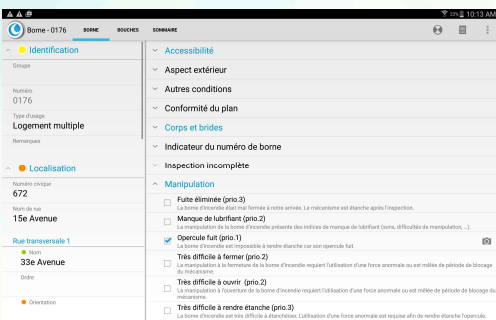 23% 10:13 AM
Borne - 0176 BORNE BOUCHES SOMMAIRE
Identification
Groupe
Numéro
0176
Type d'usage
Logement multiple
Remarques
Localisation
Numéro civique
672
Nom de rue
15e Avenue
Rue transversale 1
Nom
33e Avenue
Ordre
Orientation
Accessibilité
Aspect extérieur
Autres conditions
Conformité du plan
Corps et brides
Indicateur du numéro de borne
Inspection incomplète
Manipulation
Fuite éliminée (prio.3)
La borne d'incendie était mal fermée à notre arrivée. Le mécanisme est étanche après l'inspection.
Manque de lubrifiant (prio.2)
La manipulation de la borne d'incendie présente des indices de manque de lubrifiant (sons, difficultés de manipulation, ...).
Opercule fuit (prio.1)
La borne d'incendie est impossible à rendre étanche car son opercule fuit.
Très difficile à fermer (prio.2)
La manipulation à la fermeture de la borne d'incendie requiert l'utilisation d'une force anormale ou est mêlée de période de blocage
du mécanisme.
Très difficile à ouvrir (prio.2)
La manipulation à l'ouverture de la borne d'incendie requiert l'utilisation d'une force anormale ou est mêlée de période de blocage du
mécanisme.
Très difficile à rendre étanche (prio.3)
La borne d'incendie est très difficile à étanchéiser. L'utilisation d'une force anormale est requise afin de rendre étanche l'opercule.